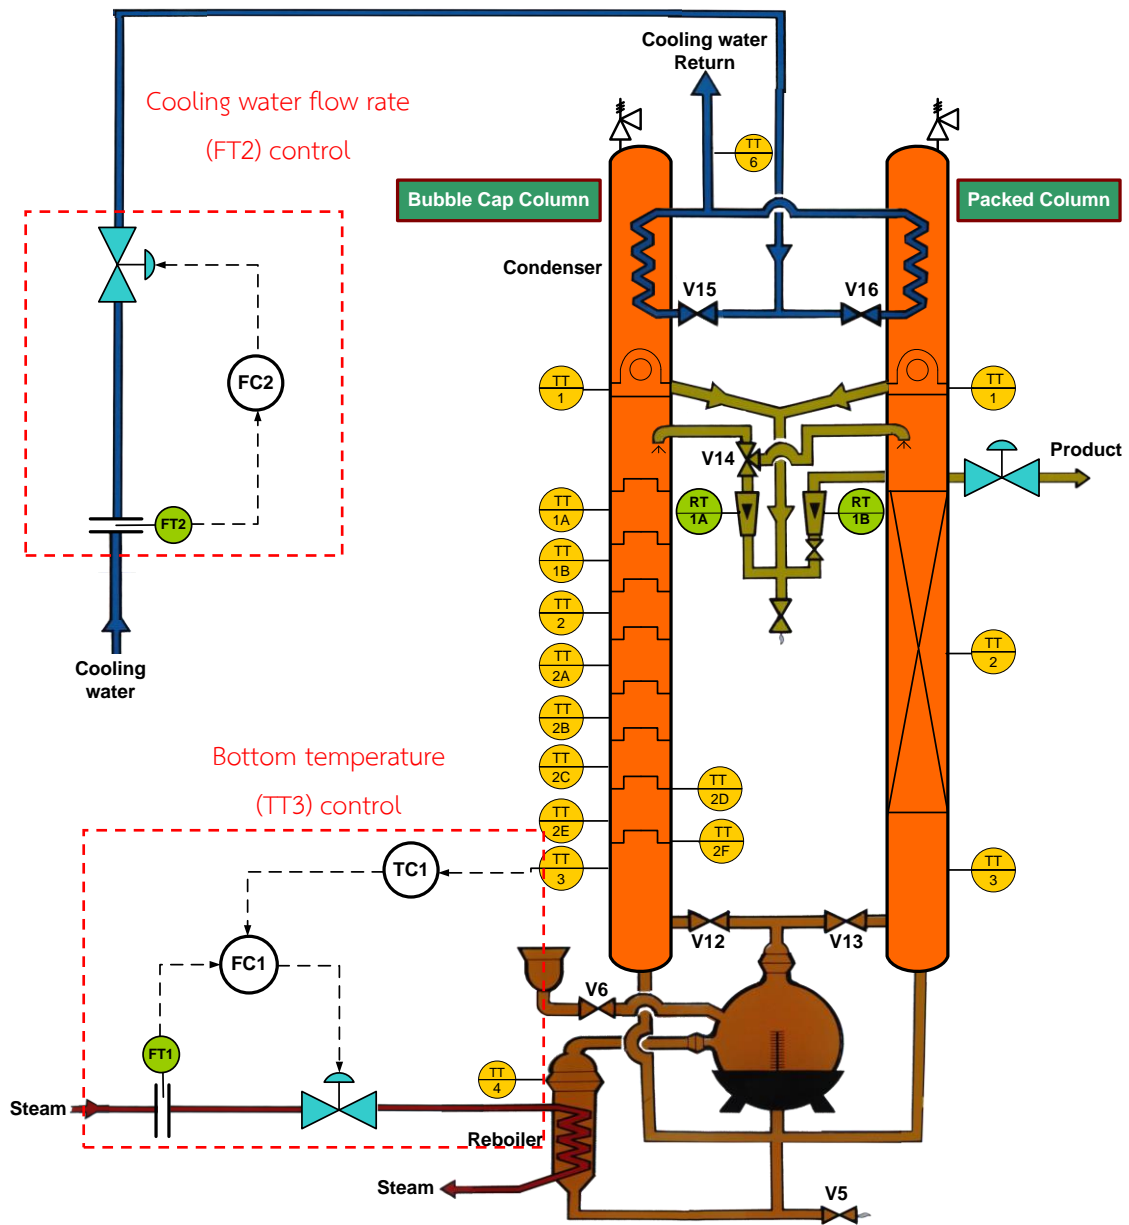 Cooling water
Return
Cooling water flow rate
(FT2) control
TT
6
Bubble Cap Column
Packed Column
Condenser
V15
V16
FC2
TT
1
TT
1
V14
Product
TT
1A
RT
1A
RT
1B
FT2
TT
1B
TT
2
TT
2
Cooling
water
TT
2A
TT
2B
Bottom temperature
(TT3) control
TT
2C
TT
2D
TT
2E
TT
2F
TC1
TT
3
TT
3
V12
V13
FC1
V6
FT1
TT
4
Steam
Reboiler
Steam
V5